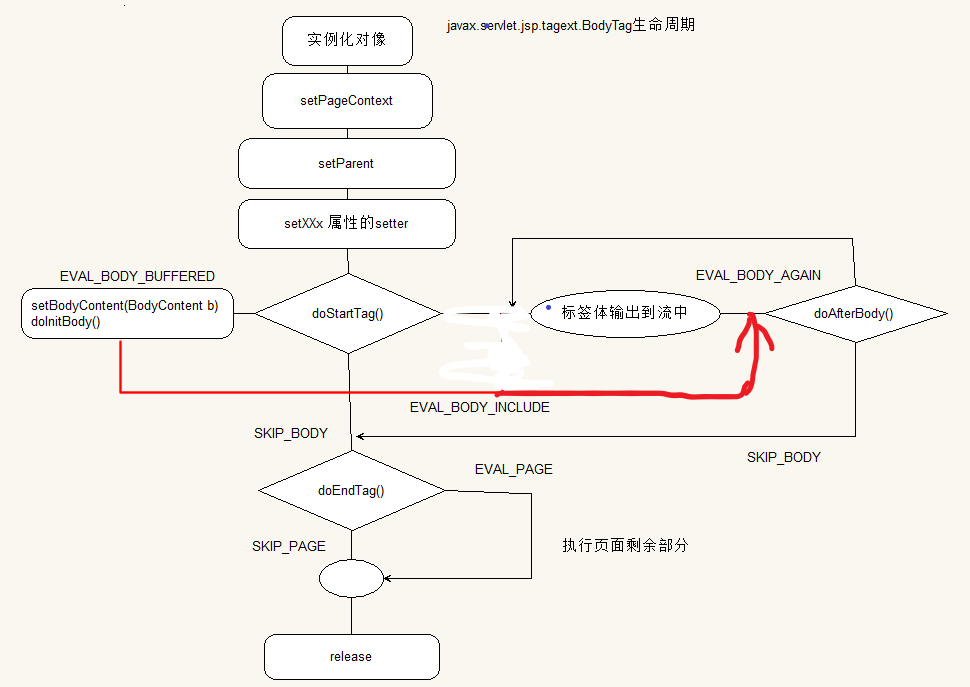 javax.servlet.jsp.tagext.BodyTag生命周期
实例化对像
setPageContext
setParent
setXXx 属性的setter
EVAL_BODY_BUFFERED
setBodyContent(BodyContent b)
doInitBody()
doStartTag()
标签体输出到流中
EVAL_BODY_AGAIN
doAfterBody()
EVAL_BODY_INCLUDE
SKIP_BODY
SKIP_BODY
EVAL_PAGE
doEndTag()
SKIP_PAGE
执行页面剩余部分
release